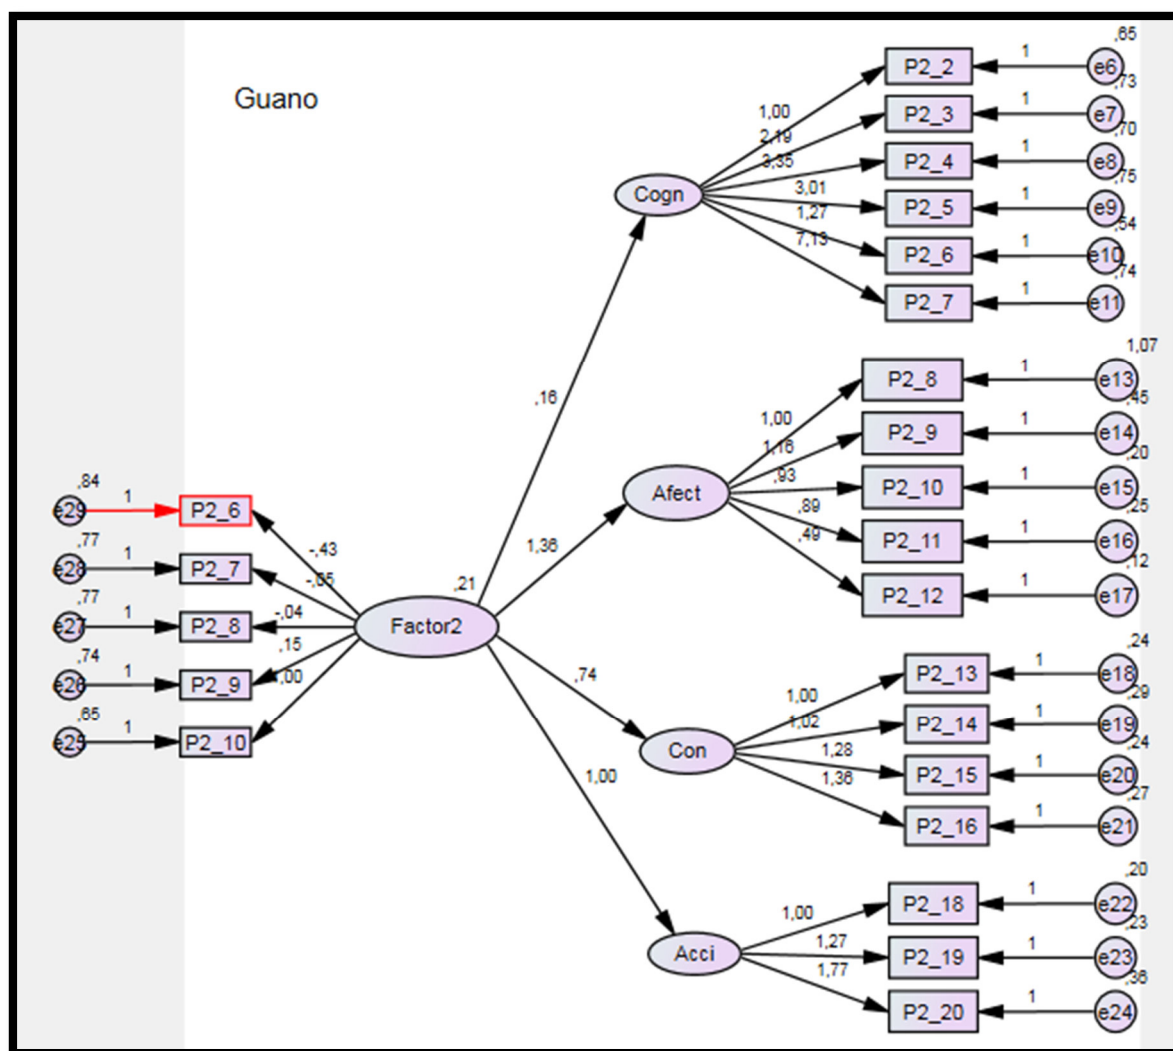 Guano
,65
P2_2 1 e6
,73
1,00 P2_3 1 e7
,70
2,19 P2_4 1 e8
,75
3,35 P2_5 1 e9
,54
3,01 P2_6 1 e10
,74
1,27 P2_7 1 e11
7,13
Cogn
,16
1,07
P2_8 1 e13
,45
1,00 P2_9 1 e14
,20
1,16 P2_10 1 e15
,25
,93 P2_11 1 e16
,12
,89 P2_12 1 e17
,49
Afect
1,36
,84
e29 1 P2_6
-,43
,77
e28 1 P2_7
-,05
,77
e27 1 P2_8
-,04
,74
e26 1 P2_9
,15
,65
e25 1 P2_10
,21
Factor2
,74
,24
P2_13 1 e18
,29
1,00 P2_14 1 e19
,24
1,02 P2_15 1 e20
,27
1,28 P2_16 1 e21
1,36
Con
1,00
,20
P2_18 1 e22
,23
1,00 P2_19 1 e23
,36
1,27 P2_20 1 e24
1,77
Acci